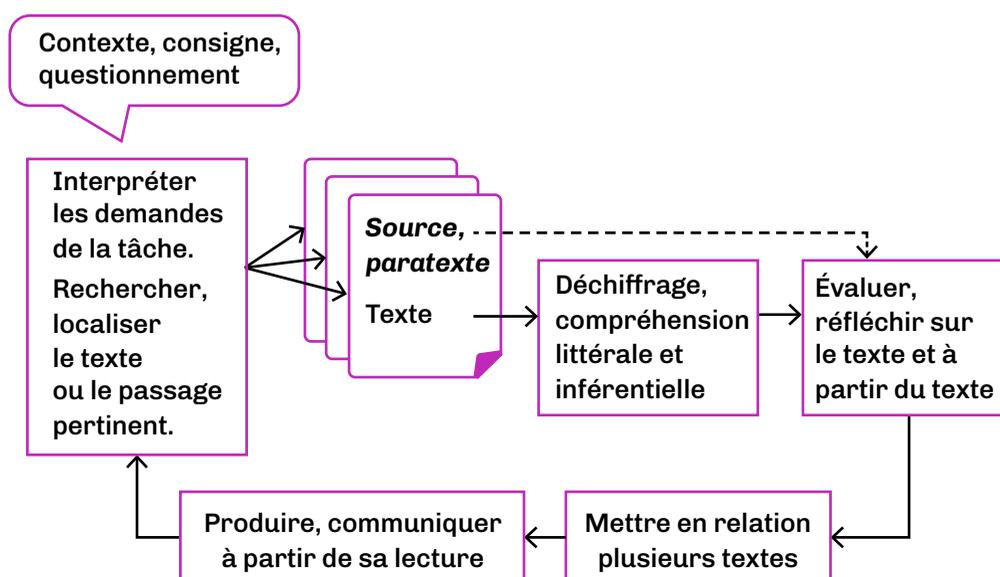 Contexte, consigne,
questionnement
Interpréter
les demandes
de la tâche.
Rechercher,
localiser
le texte
ou le passage
pertinent.
Source,
paratexte
Texte
Déchiffrage,
compréhension
littérale et
inférentielle
Évaluer,
réfléchir sur
le texte et à
partir du texte
Mettre en relation
plusieurs textes
Produire, communiquer
à partir de sa lecture